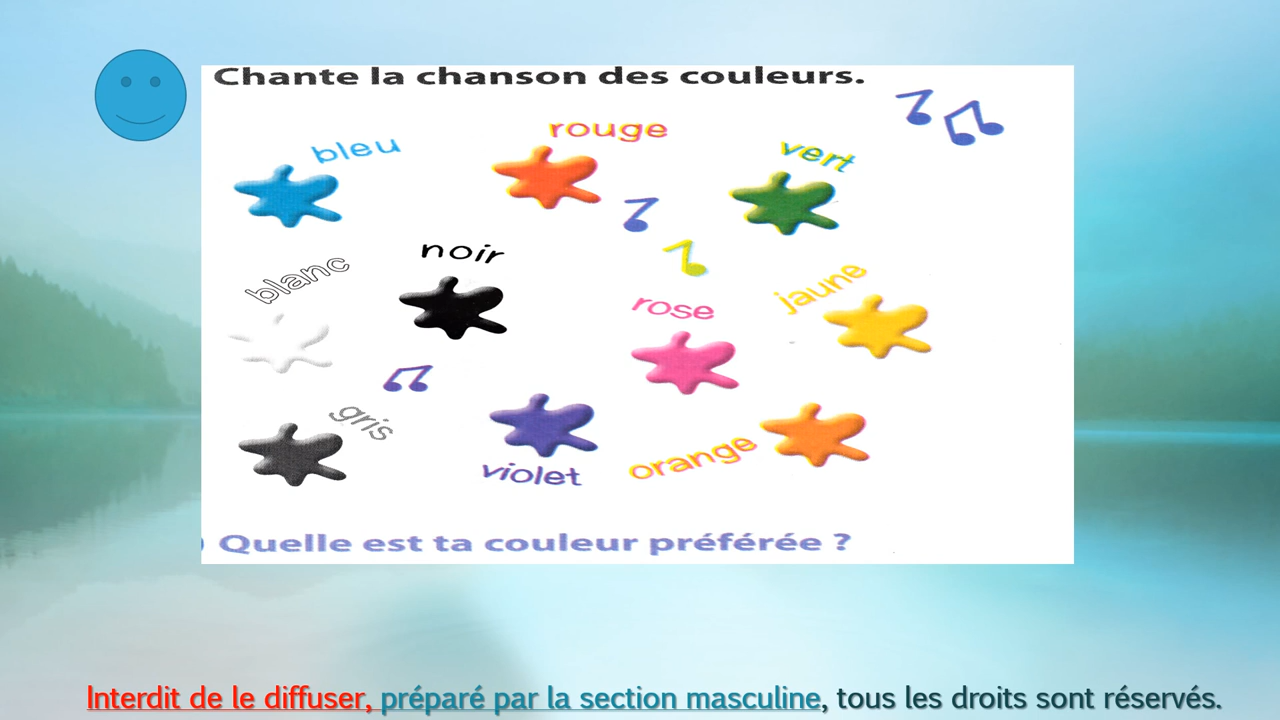 Chante la chanson des couleurs.
bleu
rouge
vert
blanc
noir
rose
jaune
gris
violet
orange
Quelle est ta couleur préférée ?
Interdit de le diffuser, préparé par la section masculine, tous les droits sont réservés.